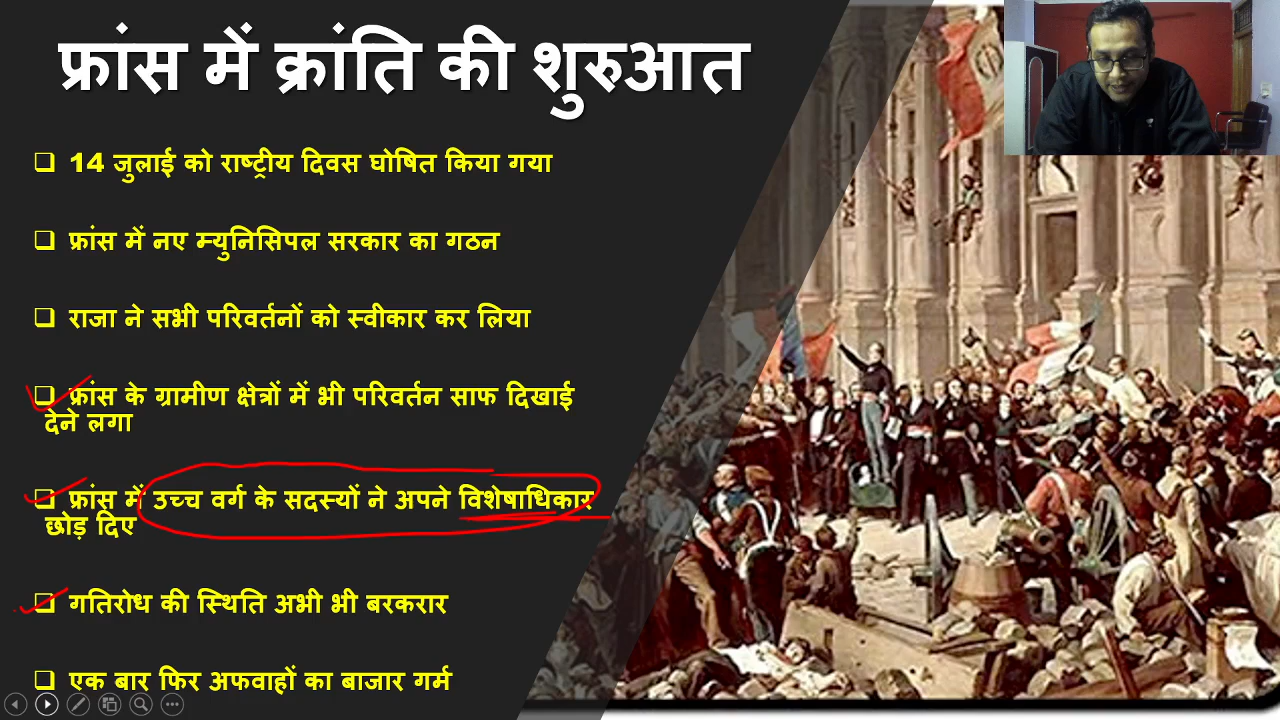 फ्रांस में क्रांति की शुरुआत
14 जुलाई को राष्ट्रीय दिवस घोषित किया गया
फ्रांस में नए म्युनिसिपल सरकार का गठन
राजा ने सभी परिवर्तनों को स्वीकार कर लिया
फ्रांस के ग्रामीण क्षेत्रों में भी परिवर्तन साफ दिखाई
देने लगा
फ्रांस में उच्च वर्ग के सदस्यों ने अपने विशेषाधिकार
छोड़ दिए
गतिरोध की स्थिति अभी भी बरकरार
एक बार फिर अफवाहों का बाजार गर्म